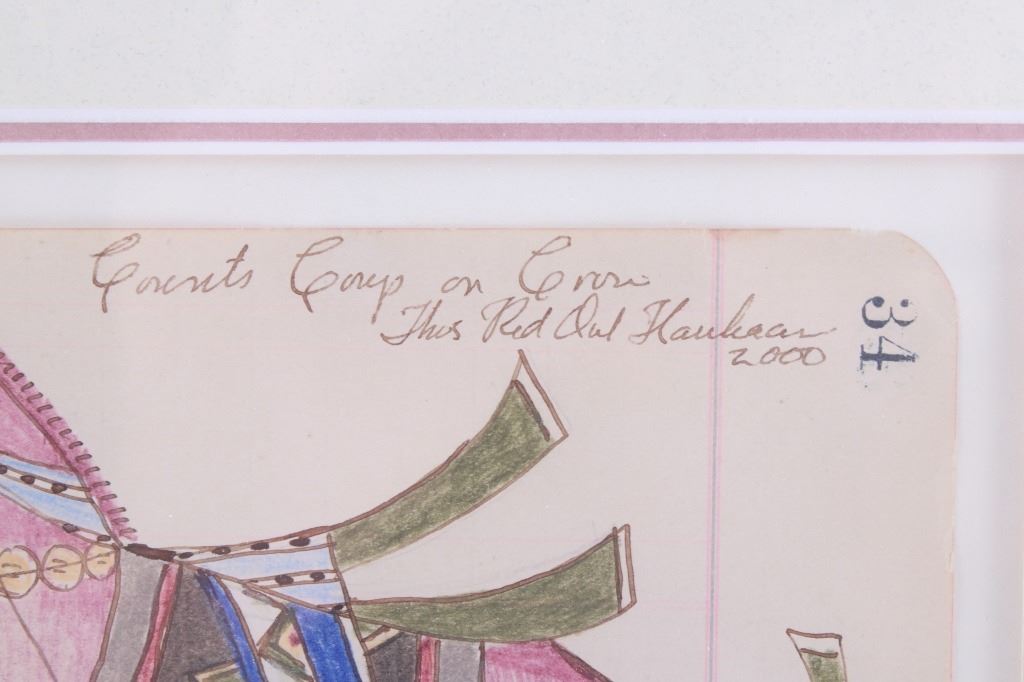 Counts Coup on Crow
Thos Red Owl Haukaas
2000
34